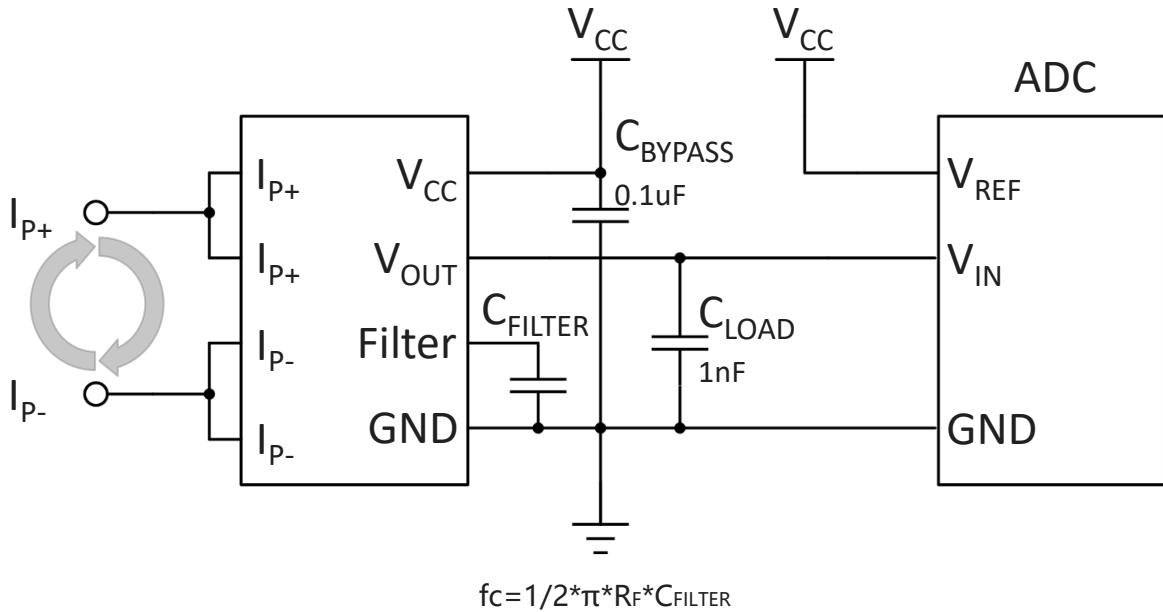 VCC
VCC
ADC
CBYPASS
0.1uF
IP+
VCC
VREF
IP+
IP+
VOUT
VIN
CFILTER
CLOAD
1nF
IP-
Filter
IP-
IP-
GND
GND
fc=1/2*π*RF*CFILTER